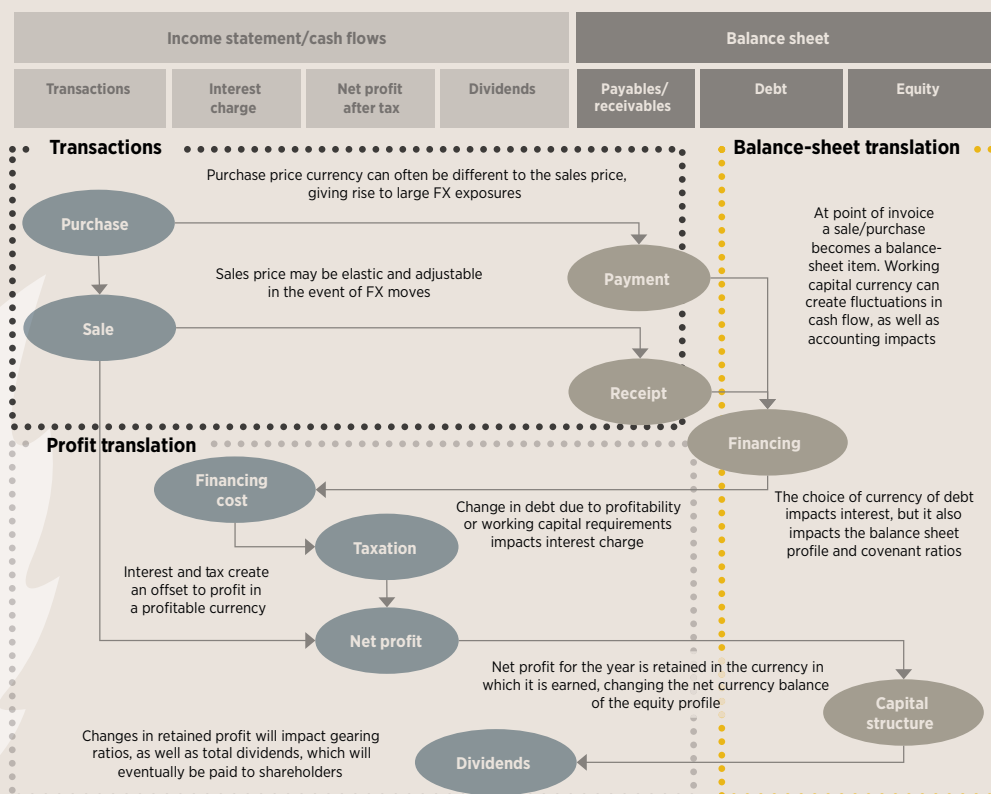 Income statement/cash flows
Balance sheet
Transactions
Interest
charge
Net profit
after tax
Dividends
Payables/
receivables
Debt
Equity
Transactions
Balance-sheet translation
Purchase price currency can often be different to the sales price,
giving rise to large FX exposures
Purchase
At point of invoice
a sale/purchase
becomes a balance-
sheet item. Working
capital currency can
create fluctuations in
cash flow, as well as
accounting impacts
Sales price may be elastic and adjustable
in the event of FX moves
Payment
Sale
Receipt
Profit translation
Financing
Financing
cost
Change in debt due to profitability
or working capital requirements
impacts interest charge
The choice of currency of debt
impacts interest, but it also
impacts the balance sheet
profile and covenant ratios
Taxation
Interest and tax create
an offset to profit in
a profitable currency
Net profit
Net profit for the year is retained in the currency in
which it is earned, changing the net currency balance
of the equity profile
Capital
structure
Changes in retained profit will impact gearing
ratios, as well as total dividends, which will
eventually be paid to shareholders
Dividends